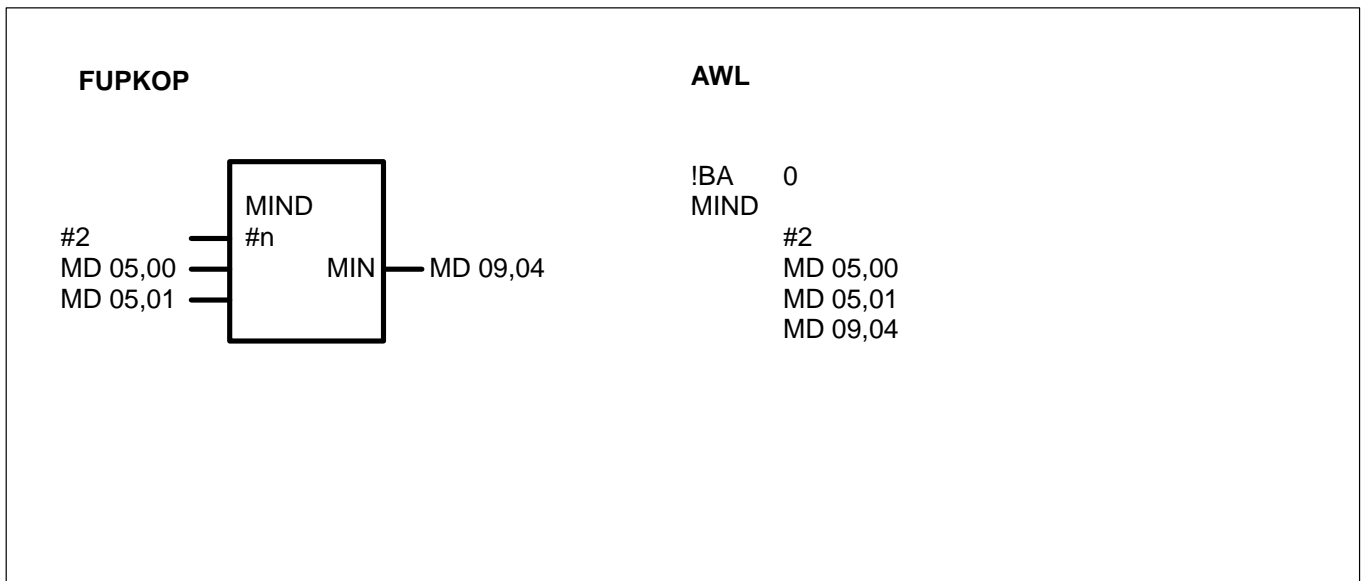 FUPKOP
MIND
#2 #n
MD 05,00 MIN MD 09,04
MD 05,01
AWL
!BA 0
MIND
#2
MD 05,00
MD 05,01
MD 09,04